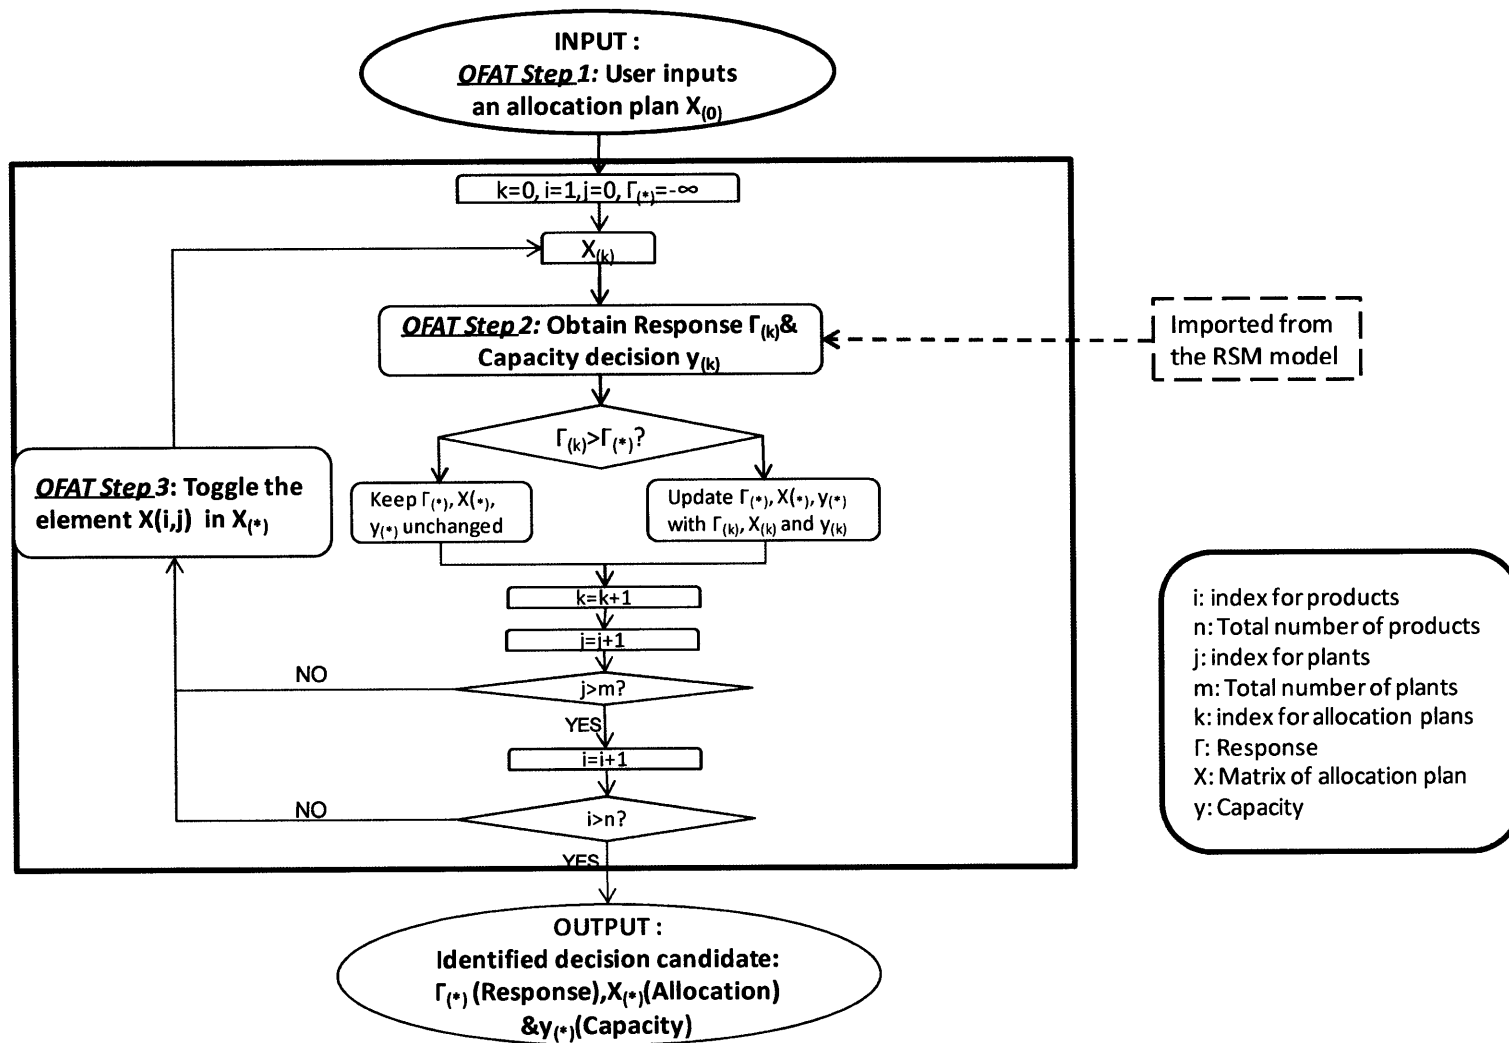 INPUT :
OFAT Step 1: User inputs
an allocation plan X(0)
k=0, i=1, j=0, Γ(*)=-∞
X(k)
OFAT Step 2: Obtain Response Γ(k)&
Capacity decision y(k)
Imported from
the RSM model
Γ(k)>Γ(*)?
OFAT Step 3: Toggle the
element X(i,j) in X(*)
Keep Γ(*), X(*),
y(*) unchanged
Update Γ(*), X(*), y(*)
with Γ(k), X(k) and y(k)
k=k+1
j=j+1
NO
j>m?
YES
i=i+1
NO
i>n?
YES
i: index for products
n: Total number of products
j: index for plants
m: Total number of plants
k: index for allocation plans
Γ: Response
X: Matrix of allocation plan
y: Capacity
OUTPUT :
Identified decision candidate:
Γ(*) (Response),X(*)(Allocation)
&y(*)(Capacity)